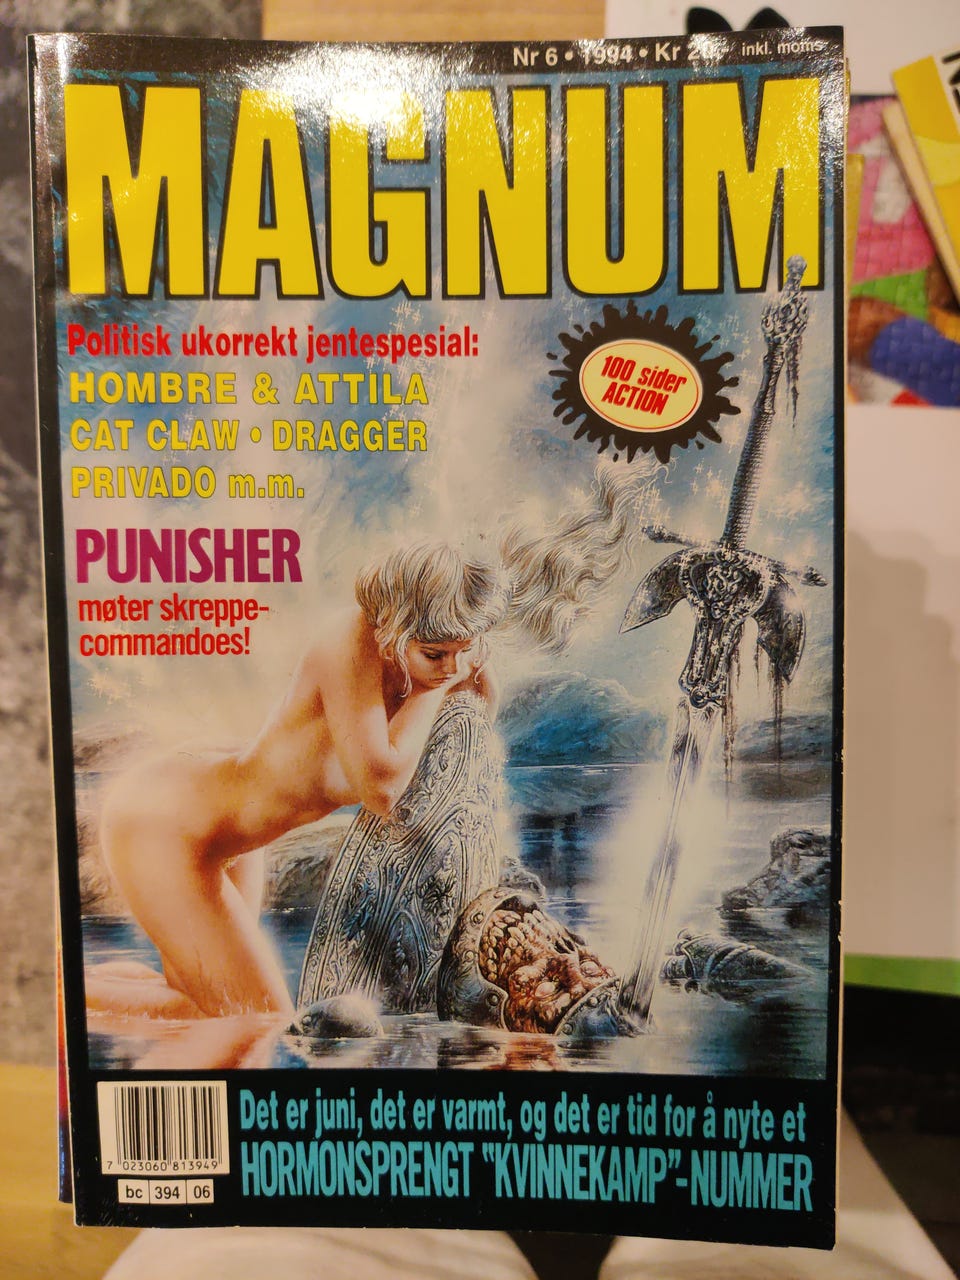 Nr 6 • 1994 • Kr 20,- inkl. moms
MAGNUM
Politisk ukorrekt jentespesial:
HOMBRE & ATTILA
CAT CLAW • DRAGGER
PRIVADO m.m.
100 sider
ACTION
PUNISHER
møter skreppe-
commandoes!
Det er juni, det er varmt, og det er tid for å nyte et
HORMONSPRENGT "KVINNEKAMP"-NUMMER
7 023060 813949
bc 394 06